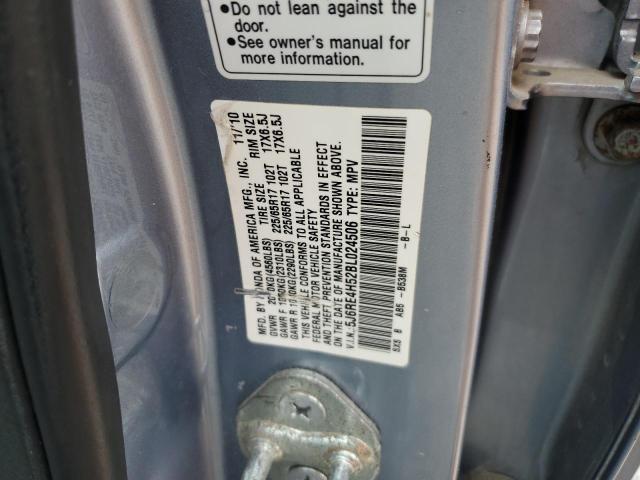 •Do not lean against the
door.
•See owner's manual for
more information.
MFD. BY HONDA OF AMERICA MFG., INC. 11/10
GVWR 2070KG(4560LBS) TIRE SIZE RIM SIZE
GAWR F 1050KG(2310LBS) 225/65R17 102T 17X6.5J
GAWR R 1040KG(2290LBS) 225/65R17 102T 17X6.5J
THIS VEHICLE CONFORMS TO ALL APPLICABLE
FEDERAL MOTOR VEHICLE SAFETY
AND THEFT PREVENTION STANDARDS IN EFFECT
ON THE DATE OF MANUFACTURE SHOWN ABOVE.
V.I.N.:5J6RE4H52BL024506 TYPE: MPV
SXS B AB5 -B538M -B-L